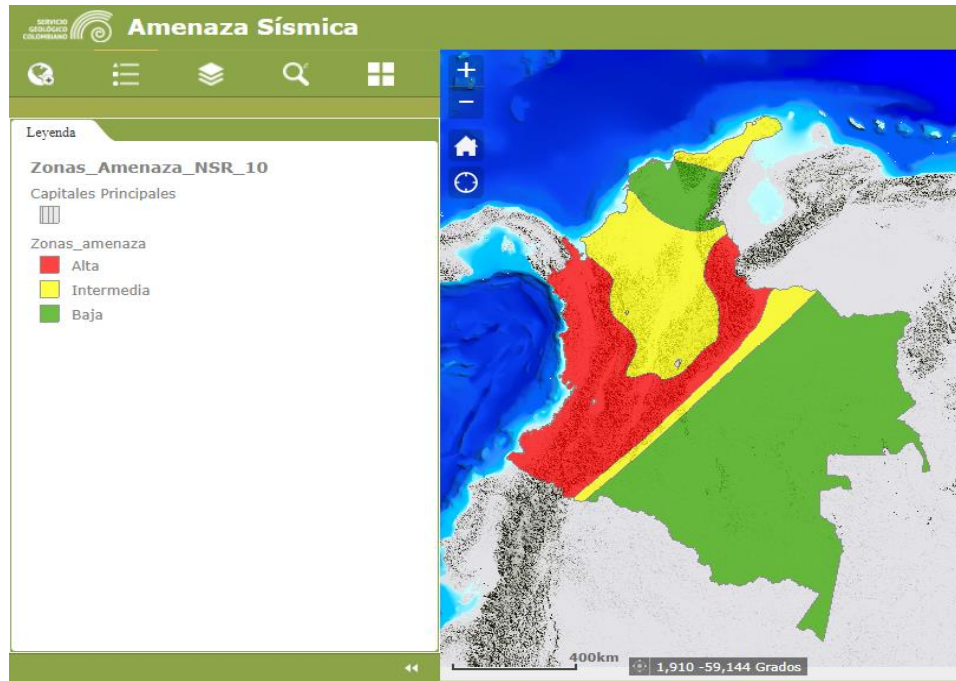 SERVICIO
GEOLÓGICO
COLOMBIANO
Amenaza Sísmica
Leyenda
Zonas_Amenaza_NSR_10
Capitales Principales
Zonas_amenaza
Alta
Intermedia
Baja
+
−
400km
1,910 -59,144 Grados